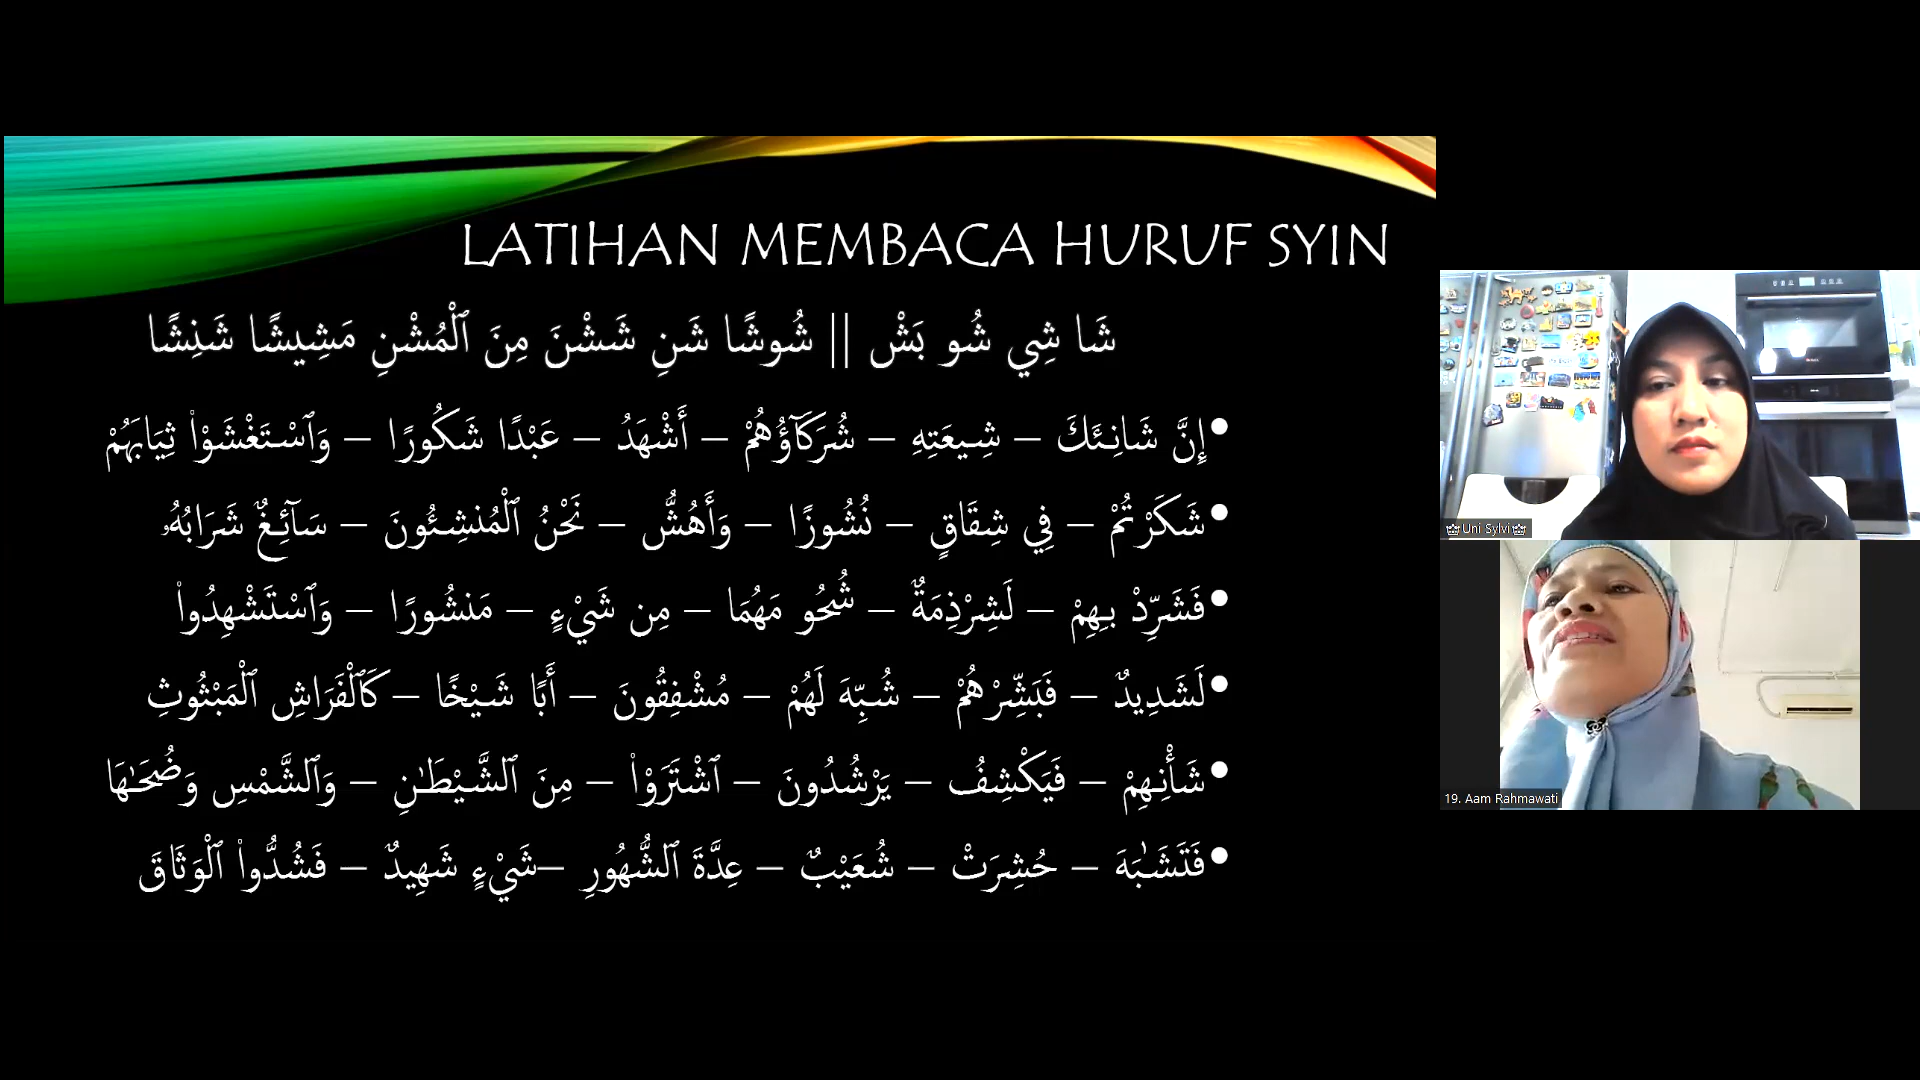 LATIHAN MEMBACA HURUF SYIN
شَا شِي شُو بَشْ || شُوشًا شَنِ شَشْنَ مِنَ ٱلْمُشْنِ مَشِيشًا شَنِشًا
•إِنَّ شَانِئَكَ – شِيعَتِهِ – شُرَكَآؤُهُمْ – أَشْهَدُ – عَبْدًا شَكُورًا – وَٱسْتَغْشَوْا۟ ثِيَابَهُمْ
•شَكَرْتُمْ – فِي شِقَاقٍ – نُشُوزًا – وَأَهُشُّ – نَحْنُ ٱلْمُنشِـُٔونَ – سَآئِغٌ شَرَابُهُۥ
•فَشَرِّدْ بِهِمْ – لَشِرْذِمَةٌ – شُحُو مَهُمَا – مِن شَيْءٍ – مَنشُورًا – وَٱسْتَشْهِدُوا۟
•لَشَدِيدٌ – فَبَشِّرْهُمْ – شُبِّهَ لَهُمْ – مُشْفِقُونَ – أَبًا شَيْخًا – كَٱلْفَرَاشِ ٱلْمَبْثُوثِ
•شَأْنِهِمْ – فَيَكْشِفُ – يَرْشُدُونَ – ٱشْتَرَوْا۟ – مِنَ ٱلشَّيْطَـٰنِ – وَٱلشَّمْسِ وَضُحَىٰهَا
•فَتَشَـٰبَهَ – حُشِرَتْ – شُعَيْبٌ – عِدَّةَ ٱلشُّهُورِ –شَيْءٍ شَهِيدٌ – فَشُدُّوا۟ ٱلْوَثَاقَ
Uni Sylvi
19. Aam Rahmawati